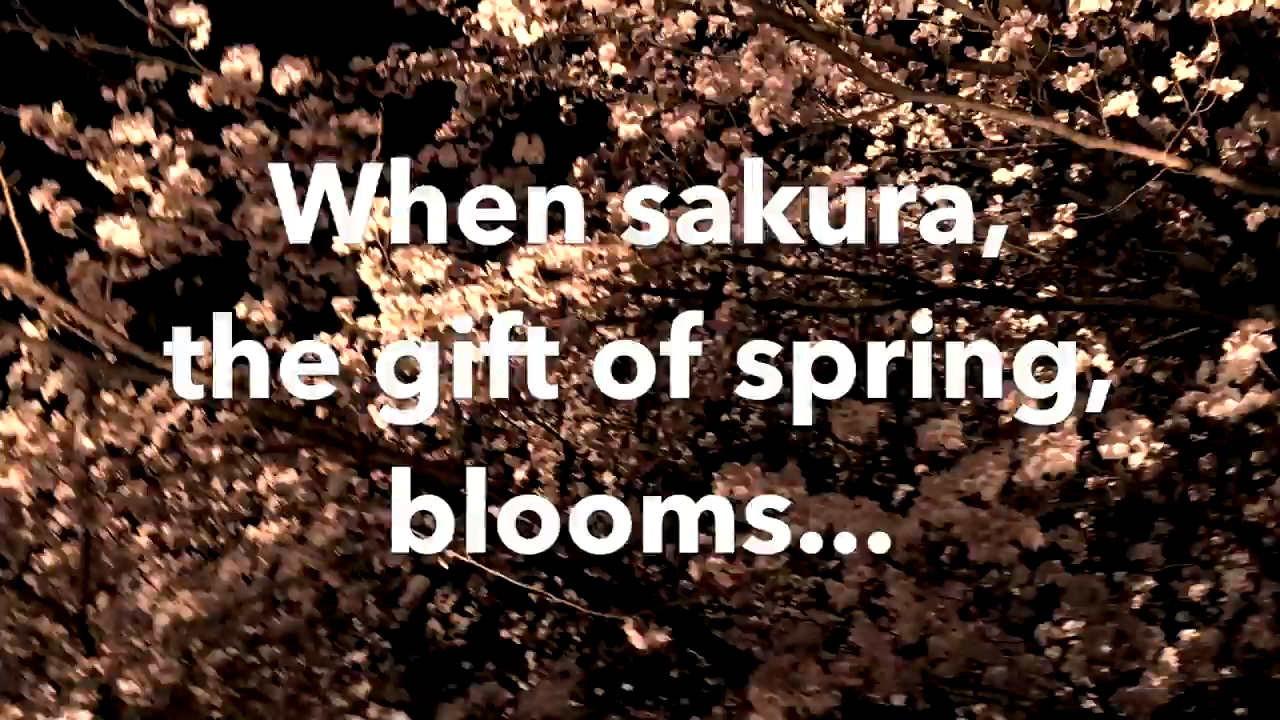 When sakura,
the gift of spring,
blooms...